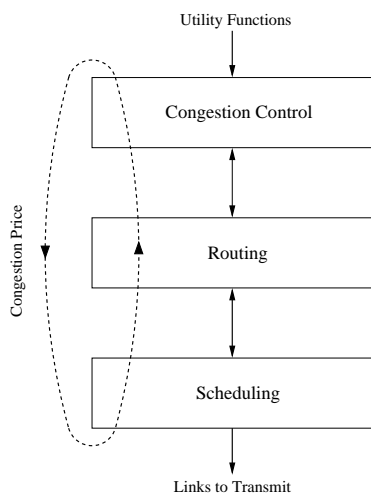 Utility Functions
Congestion Control
Congestion Price
Routing
Scheduling
Links to Transmit